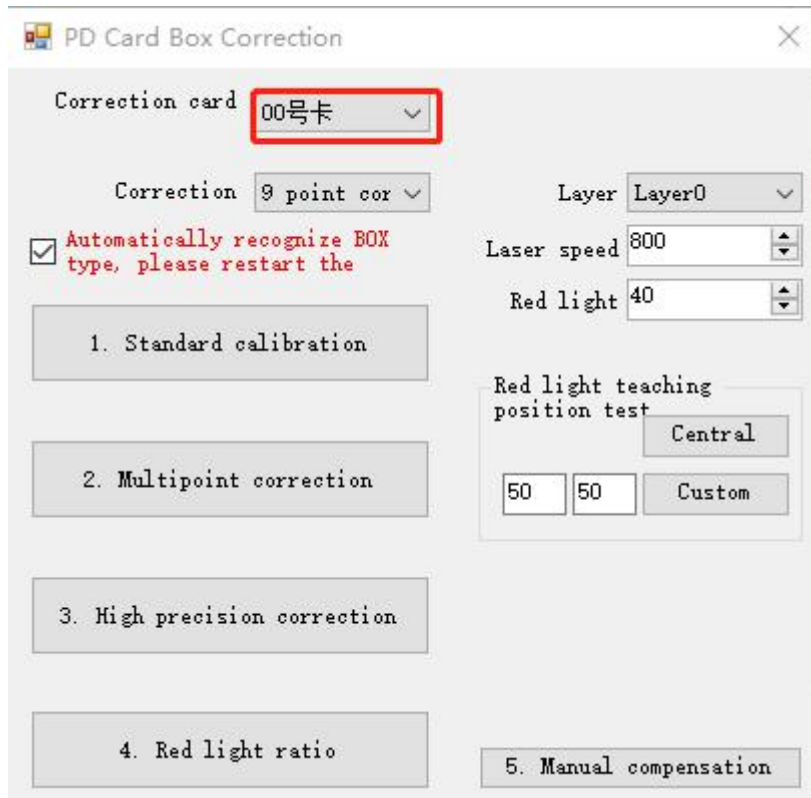 PD Card Box Correction
Correction card 00号卡
Correction 9 point cor
Layer Layer0
Automatically recognize BOX
type, please restart the
Laser speed 800
Red light 40
1. Standard calibration
Red light teaching
position test
Central
2. Multipoint correction
50 50 Custom
3. High precision correction
4. Red light ratio
5. Manual compensation